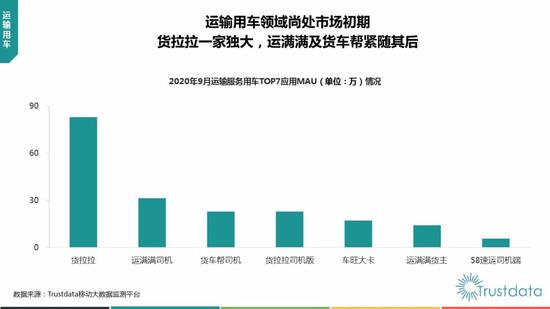 运输用车
运输用车领域尚处市场初期
货拉拉一家独大，运满满及货车帮紧随其后
2020年9月运输服务用车TOP7应用MAU（单位：万）情况
90
60
30
0
货拉拉
运满满司机
货车帮司机
货拉拉司机版
车旺大卡
运满满货主
58速运司机端
数据来源：Trustdata移动大数据监测平台
Trustdata